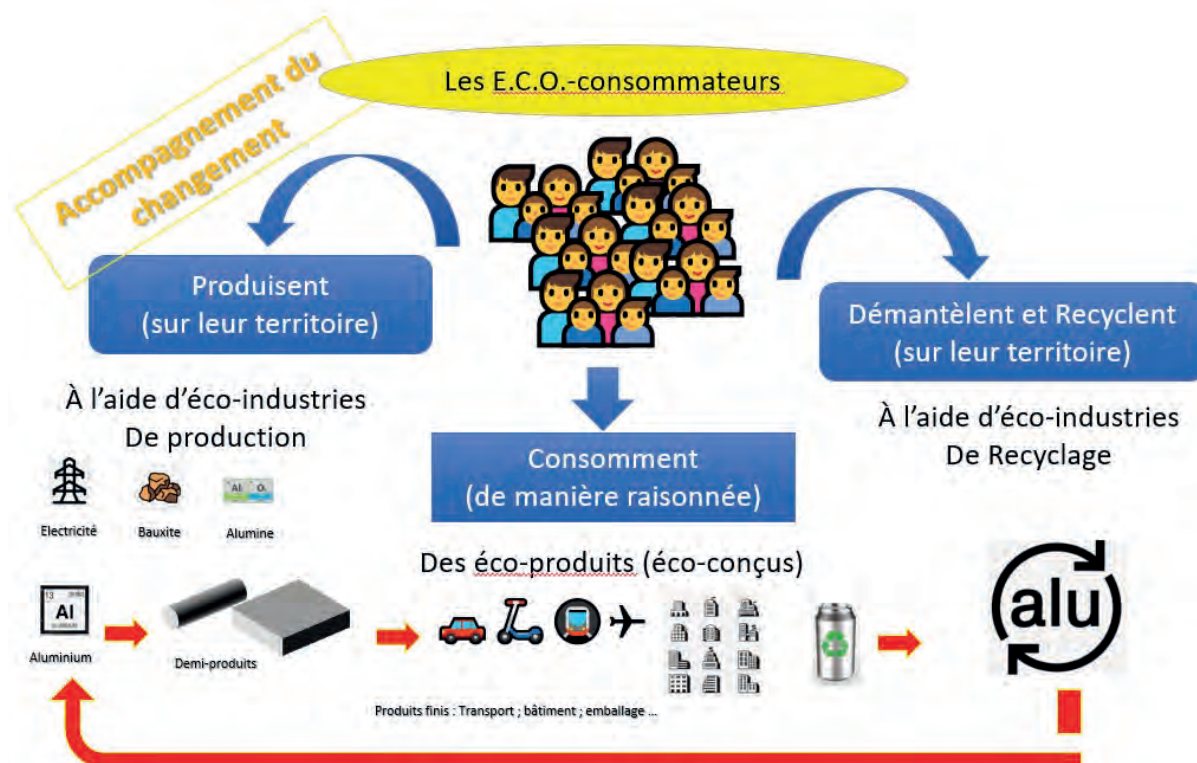 Accompagnement du
changement
Les E.C.O.-consommateurs
Produisent
(sur leur territoire)
Démantèlent et Recyclent
(sur leur territoire)
À l'aide d'éco-industries
De production
À l'aide d'éco-industries
De Recyclage
Consomment
(de manière raisonnée)
Electricité
Bauxite
Al
O
Alumine
Des éco-produits (éco-conçus)
13
Al
Aluminium
Demi-produits
alu
Produits finis : Transport ; bâtiment ; emballage ...